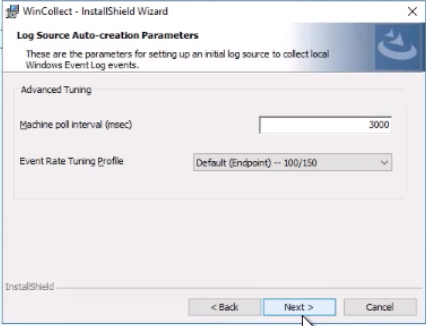 WinCollect - InstallShield Wizard
Log Source Auto-creation Parameters
These are the parameters for setting up an initial log source to collect local
Windows Event Log events.
Advanced Tuning
Machine poll interval (msec)
3000
Event Rate Tuning Profile
Default (Endpoint) -- 100/150
InstallShield
< Back
Next >
Cancel